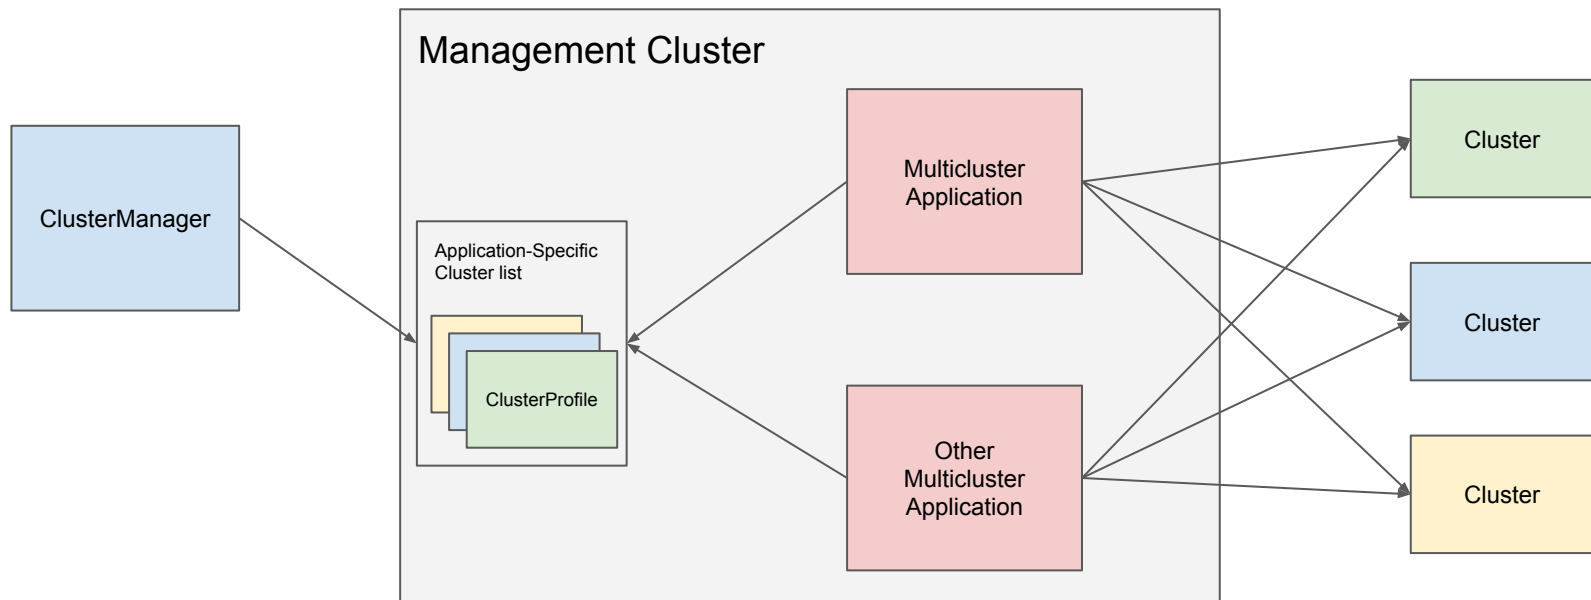 Management Cluster
ClusterManager
Application-Specific
Cluster list
ClusterProfile
Multicluster
Application
Other
Multicluster
Application
Cluster
Cluster
Cluster